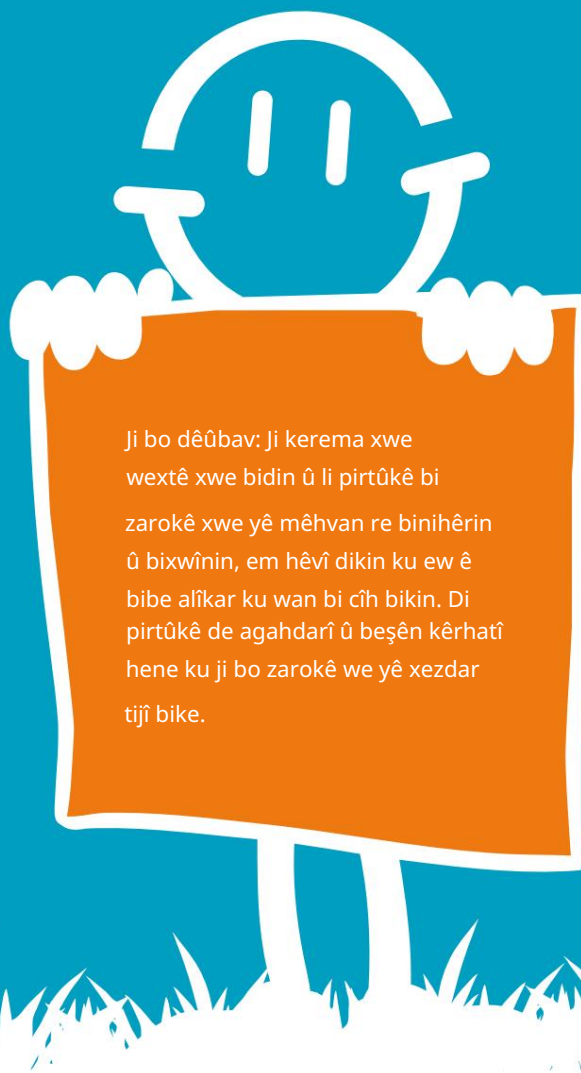 Ji bo dêûbav: Ji kerema xwe
wextê xwe bidin û li pirtûkê bi
zarokê xwe yê mêhvan re binihêrin
û bixwînin, em hêvî dikin ku ew ê
bibe alîkar ku wan bi cîh bikin. Di
pirtûkê de agahdarî û beşên kêrhatî
hene ku ji bo zarokê we yê xezdar
tijî bike.